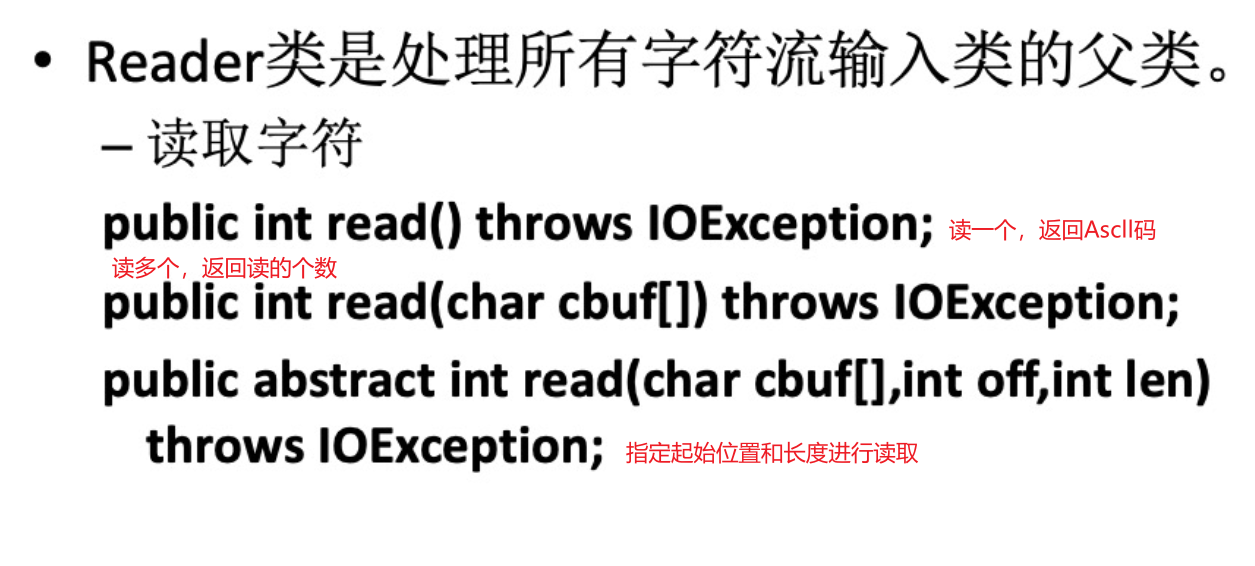 • Reader类是处理所有字符流输入类的父类。
– 读取字符
public int read() throws IOException; 读一个，返回Ascll码
读多个，返回读的个数
public int read(char cbuf[]) throws IOException;
public abstract int read(char cbuf[],int off,int len)
throws IOException; 指定起始位置和长度进行读取